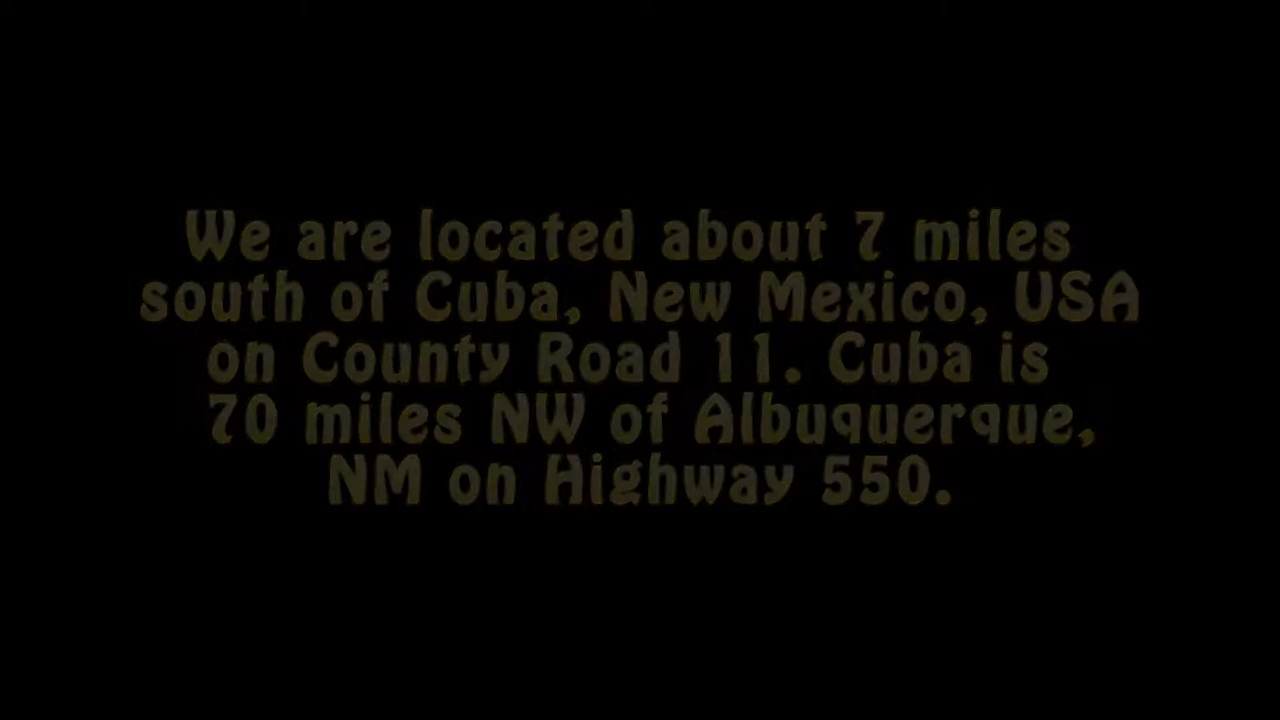 We are located about 7 miles
south of Cuba, New Mexico, USA
on County Road 11. Cuba is
70 miles NW of Albuquerque,
NM on Highway 550.